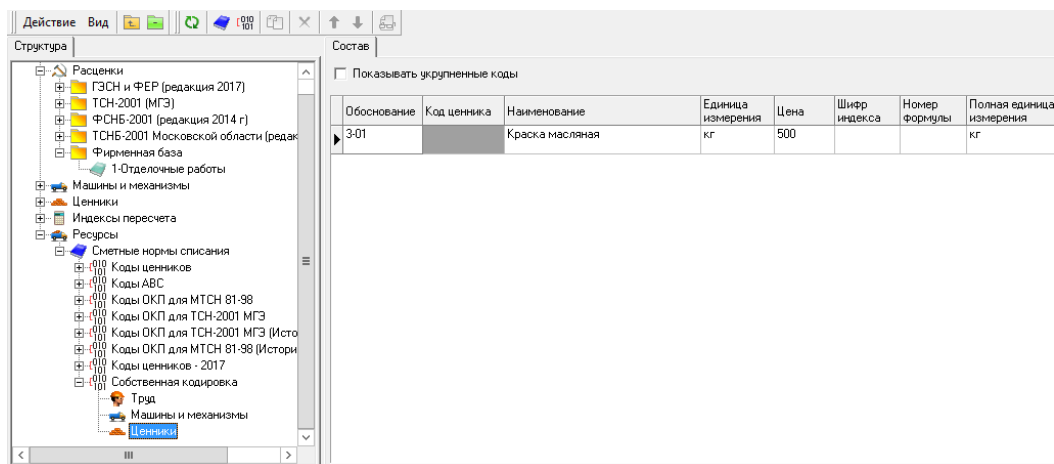 Действие Вид
Структура
Расценки
ГЭСН и ФЕР (редакция 2017)
ТСН-2001 (МГЭ)
ФСНБ-2001 (редакция 2014 г)
ТСНБ-2001 Московской области (редак
Фирменная база
1-Отделочные работы
Машины и механизмы
Ценники
Индексы пересчета
Ресурсы
Сметные нормы списания
Коды ценников
Коды АВС
Коды ОКП для МТСН 81-98
Коды ОКП для ТСН-2001 МГЭ
Коды ОКП для ТСН-2001 МГЭ (Исто
Коды ОКП для МТСН 81-98 (Истори
Коды ценников - 2017
Собственная кодировка
Труд
Машины и механизмы
Ценники
Состав
Показывать укрупненные коды
Обоснование Код ценника Наименование Единица измерения Цена Шифр индекса Номер формулы Полная единица измерения
3-01 Краска масляная кг 500 кг